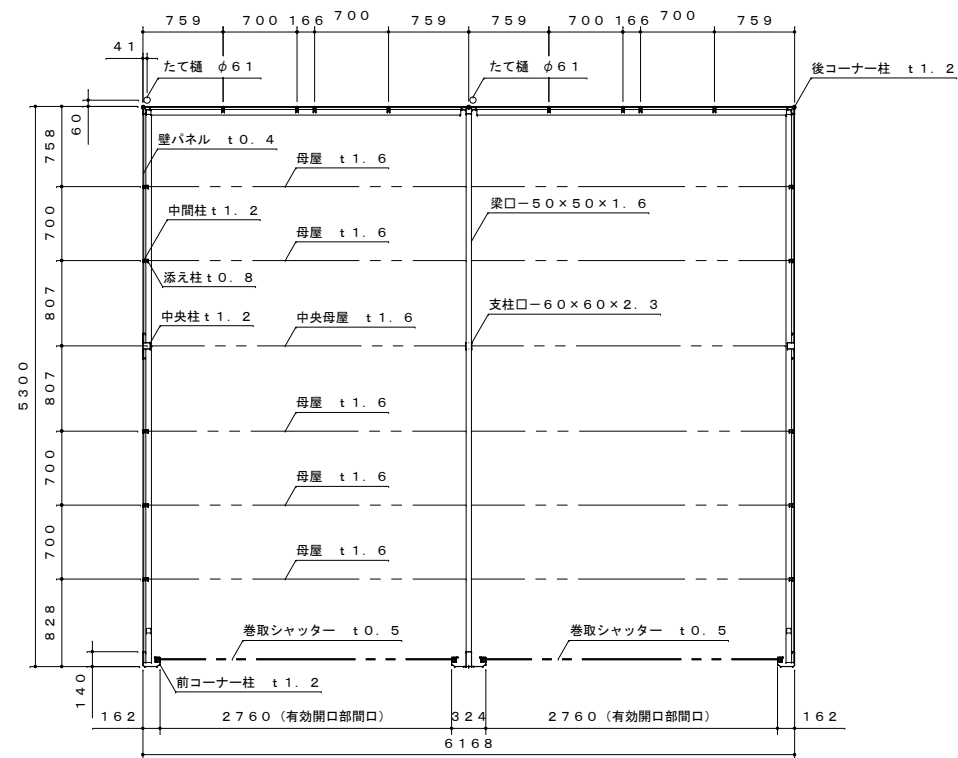 759 700 166 700 759 759 700 166 700 759
41
たて樋 φ61
たて樋 φ61
後コーナー柱 t1.2
60
758
壁パネル t0.4
母屋 t1.6
700
中間柱t1.2
梁口-50×50×1.6
母屋 t1.6
添え柱t0.8
807
中央柱t1.2
中央母屋 t1.6
支柱口-60×60×2.3
5300
807
母屋 t1.6
700
母屋 t1.6
700
母屋 t1.6
828
巻取シャッター t0.5
巻取シャッター t0.5
140
前コーナー柱 t1.2
162 2760(有効開口部間口) 324 2760(有効開口部間口) 162
6168